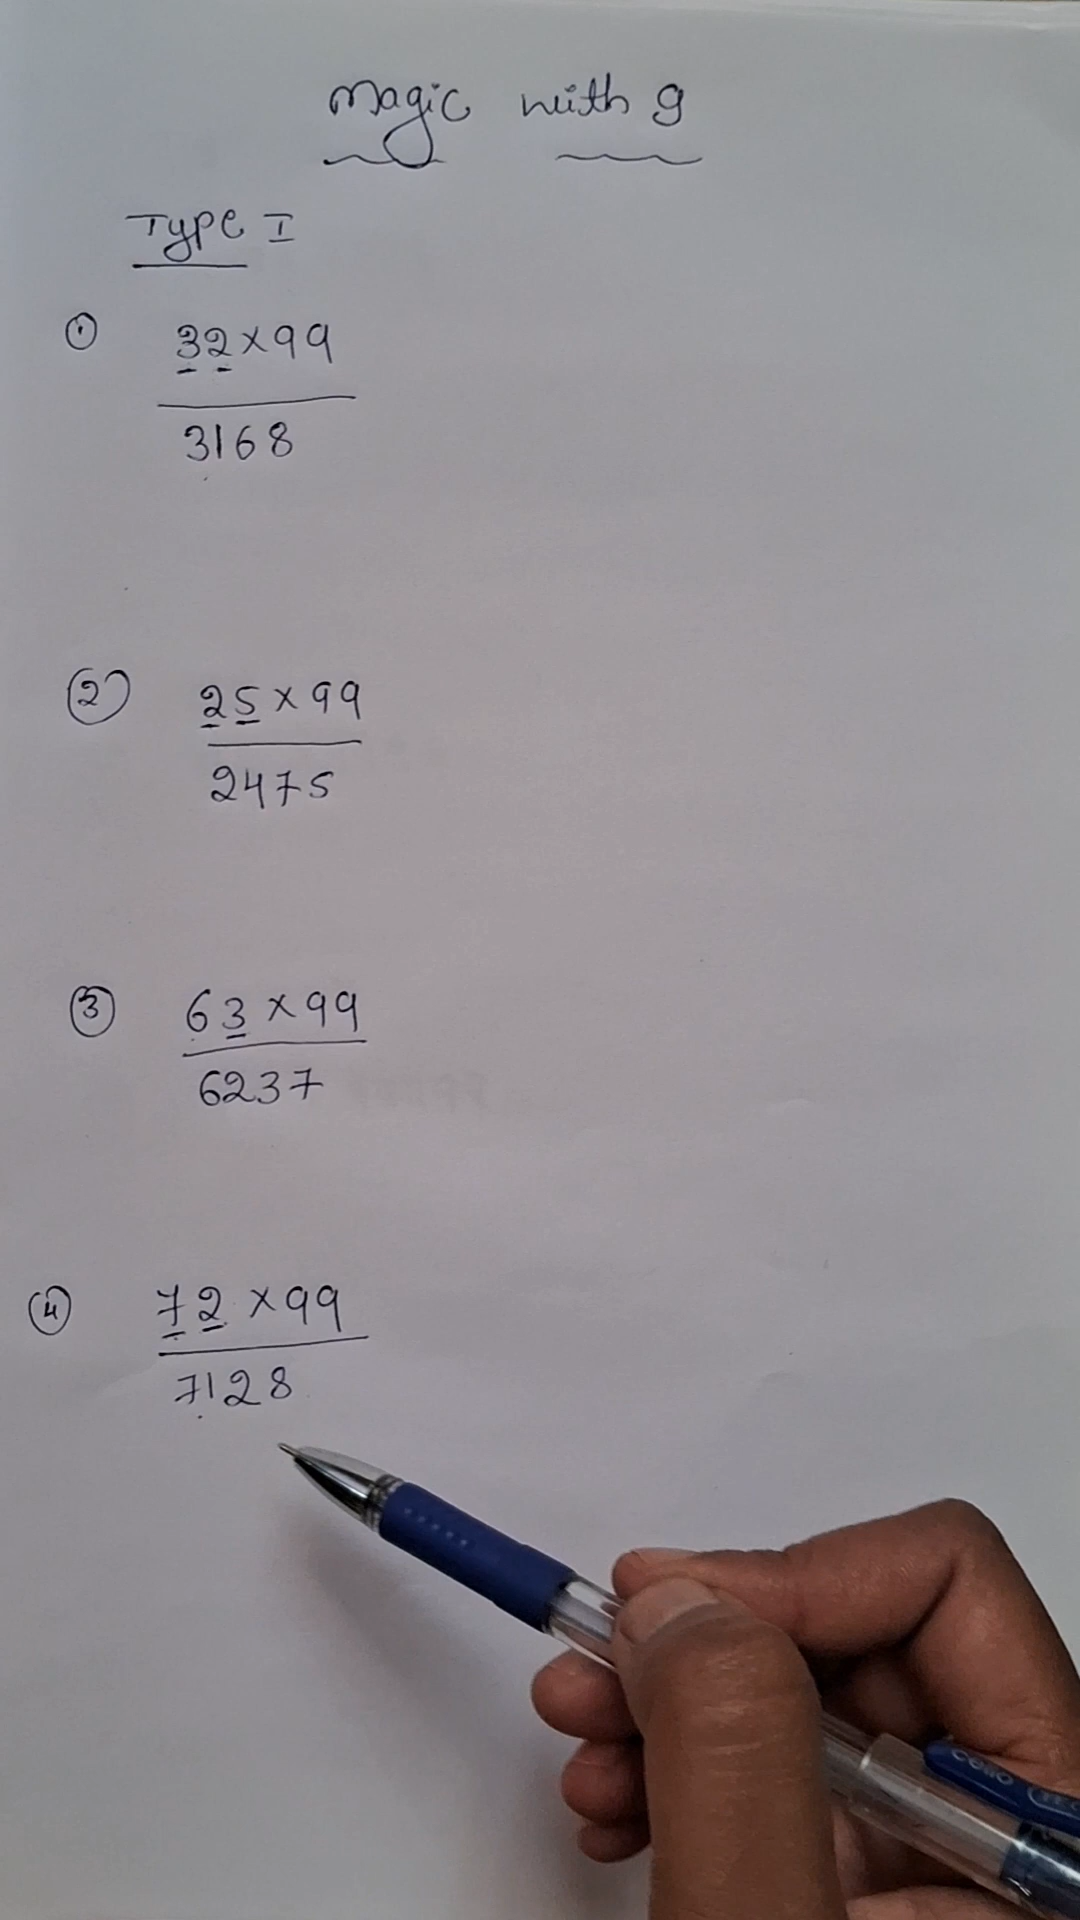 Magic with 9
Type I
① 32×99
3168
② 25×99
2475
③ 63×99
6237
④ 72×99
7128
cello